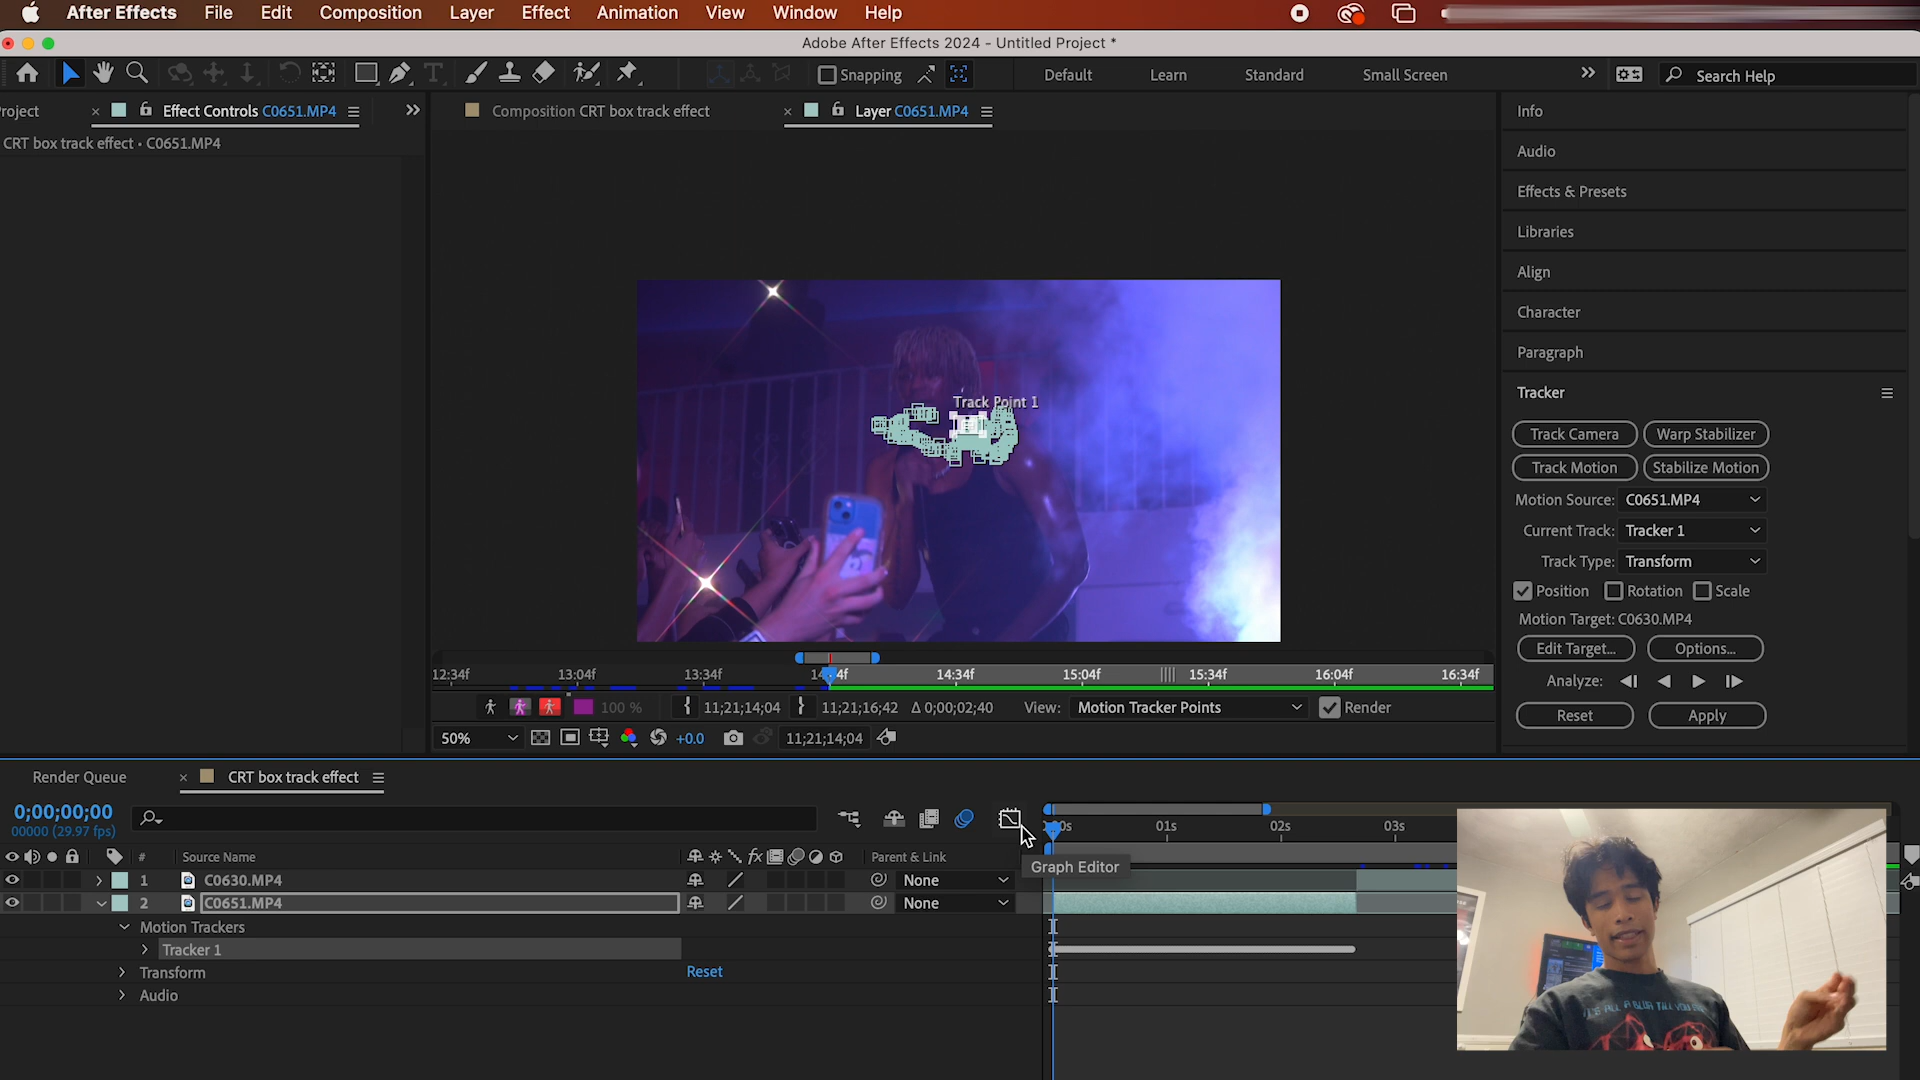 After Effects File Edit Composition Layer Effect Animation View Window Help
Adobe After Effects 2024 - Untitled Project *
Snapping Default Learn Standard Small Screen Search Help
roject Effect Controls C0651.MP4 Composition CRT box track effect Layer C0651.MP4
CRT box track effect • C0651.MP4
Info
Audio
Effects & Presets
Libraries
Align
Character
Paragraph
Tracker
Track Point 1
Track Camera Warp Stabilizer
Track Motion Stabilize Motion
Motion Source: C0651.MP4
Current Track: Tracker 1
Track Type: Transform
Position Rotation Scale
Motion Target: C0630.MP4
Edit Target... Options...
Analyze:
Reset Apply
12:34f 13:04f 13:34f 14:34f 15:04f 15:34f 16:04f 16:34f
100 % 11;21;14;04 11;21;16;42 Δ 0;00;02;40 View: Motion Tracker Points Render
50% +0.0 11;21;14;04
Render Queue CRT box track effect
0;00;00;00
00000 (29.97 fps)
01s 02s 03s
# Source Name fx Parent & Link
Graph Editor
1 C0630.MP4 None
2 C0651.MP4 None
Motion Trackers
Tracker 1
Transform Reset
Audio
IT'S ALL A BLUR TILL YOU